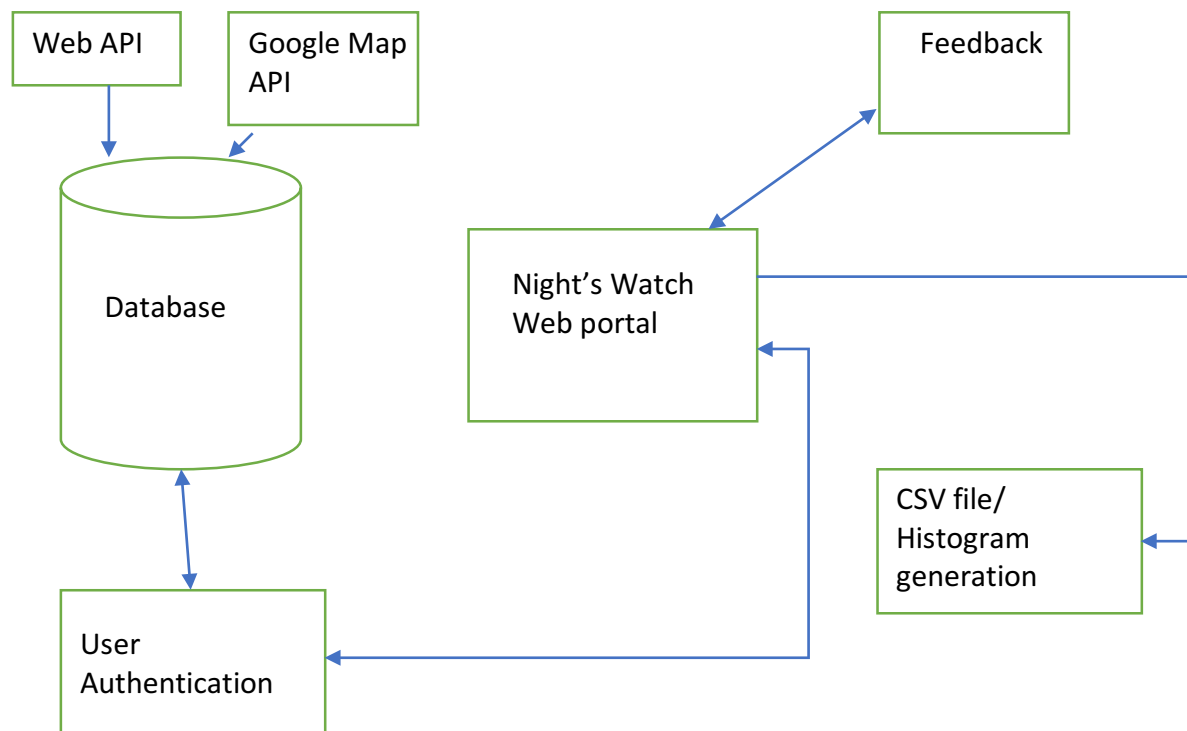 Web API
Google Map
API
Feedback
Database
Night’s Watch
Web portal
CSV file/
Histogram
generation
User
Authentication